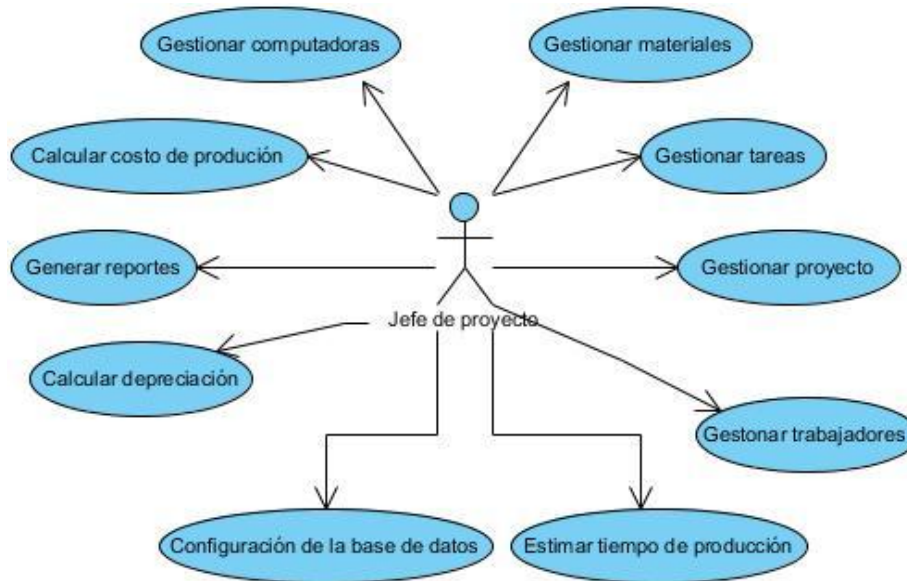 Gestionar computadoras
Gestionar materiales
Calcular costo de produción
Gestionar tareas
Generar reportes
Gestionar proyecto
Jefe de proyecto
Calcular depreciación
Gestonar trabajadores
Configuración de la base de datos
Estimar tiempo de producción